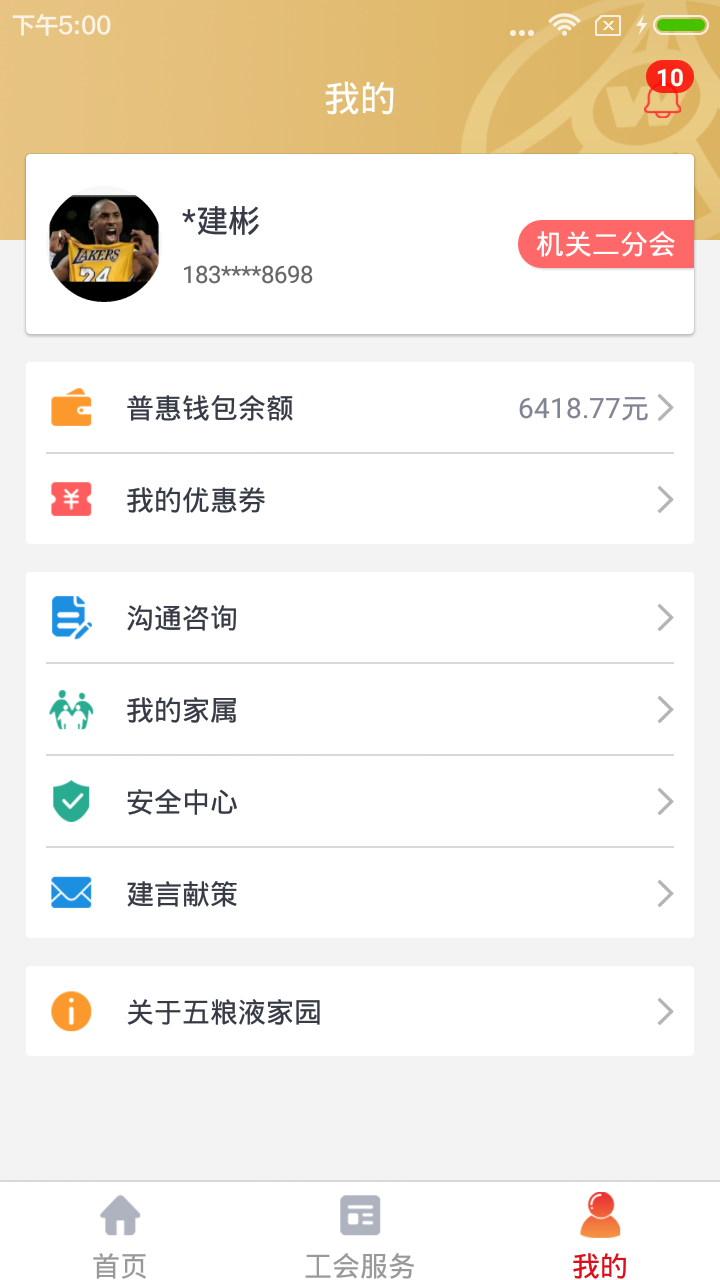 下午5:00
我的
10
*建彬
机关二分会
183****8698
LAKERS
24
普惠钱包余额 6418.77元
¥ 我的优惠券
沟通咨询
我的家属
安全中心
建言献策
关于五粮液家园
首页 工会服务 我的